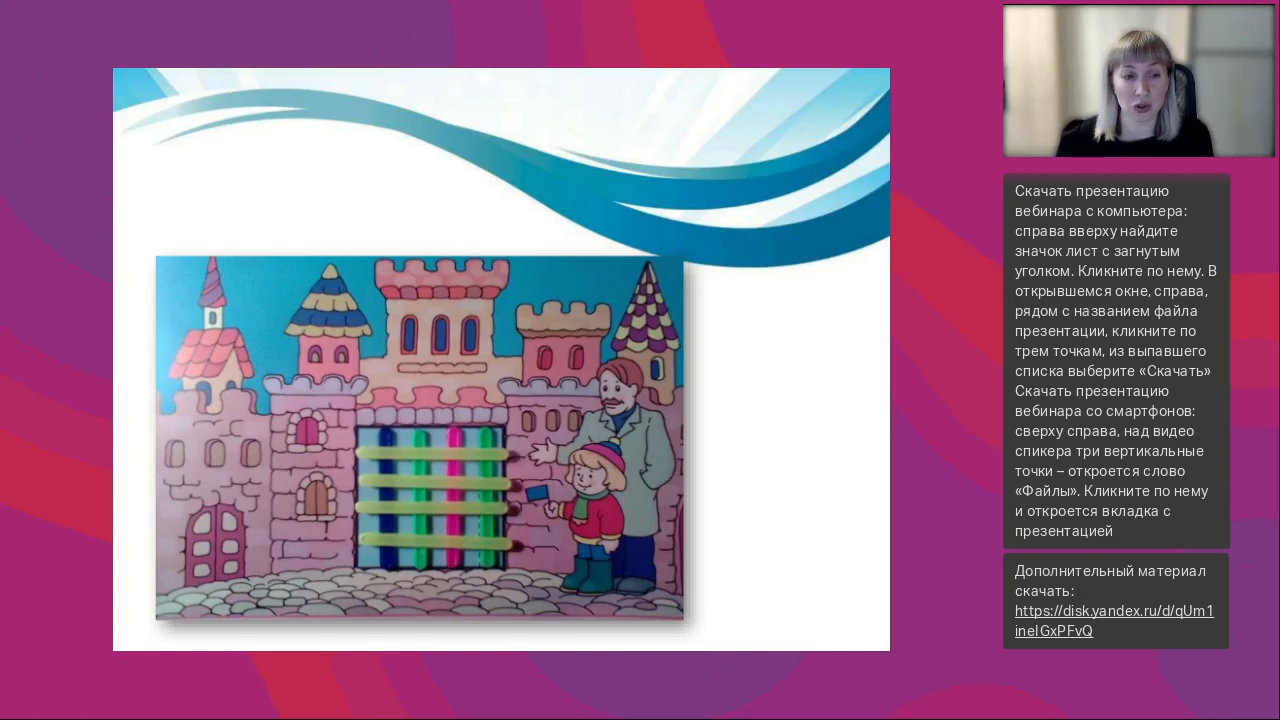 Скачать презентацию
вебинара с компьютера:
справа вверху найдите
значок лист с загнутым
уголком. Кликните по нему. В
открывшемся окне, справа,
рядом с названием файла
презентации, кликните по
трем точкам, из выпавшего
списка выберите «Скачать»
Скачать презентацию
вебинара со смартфонов:
сверху справа, над видео
спикера три вертикальные
точки – откроется слово
«Файлы». Кликните по нему
и откроется вкладка с
презентацией
Дополнительный материал
скачать:
https://disk.yandex.ru/d/qUm1
ineIGxPFvQ